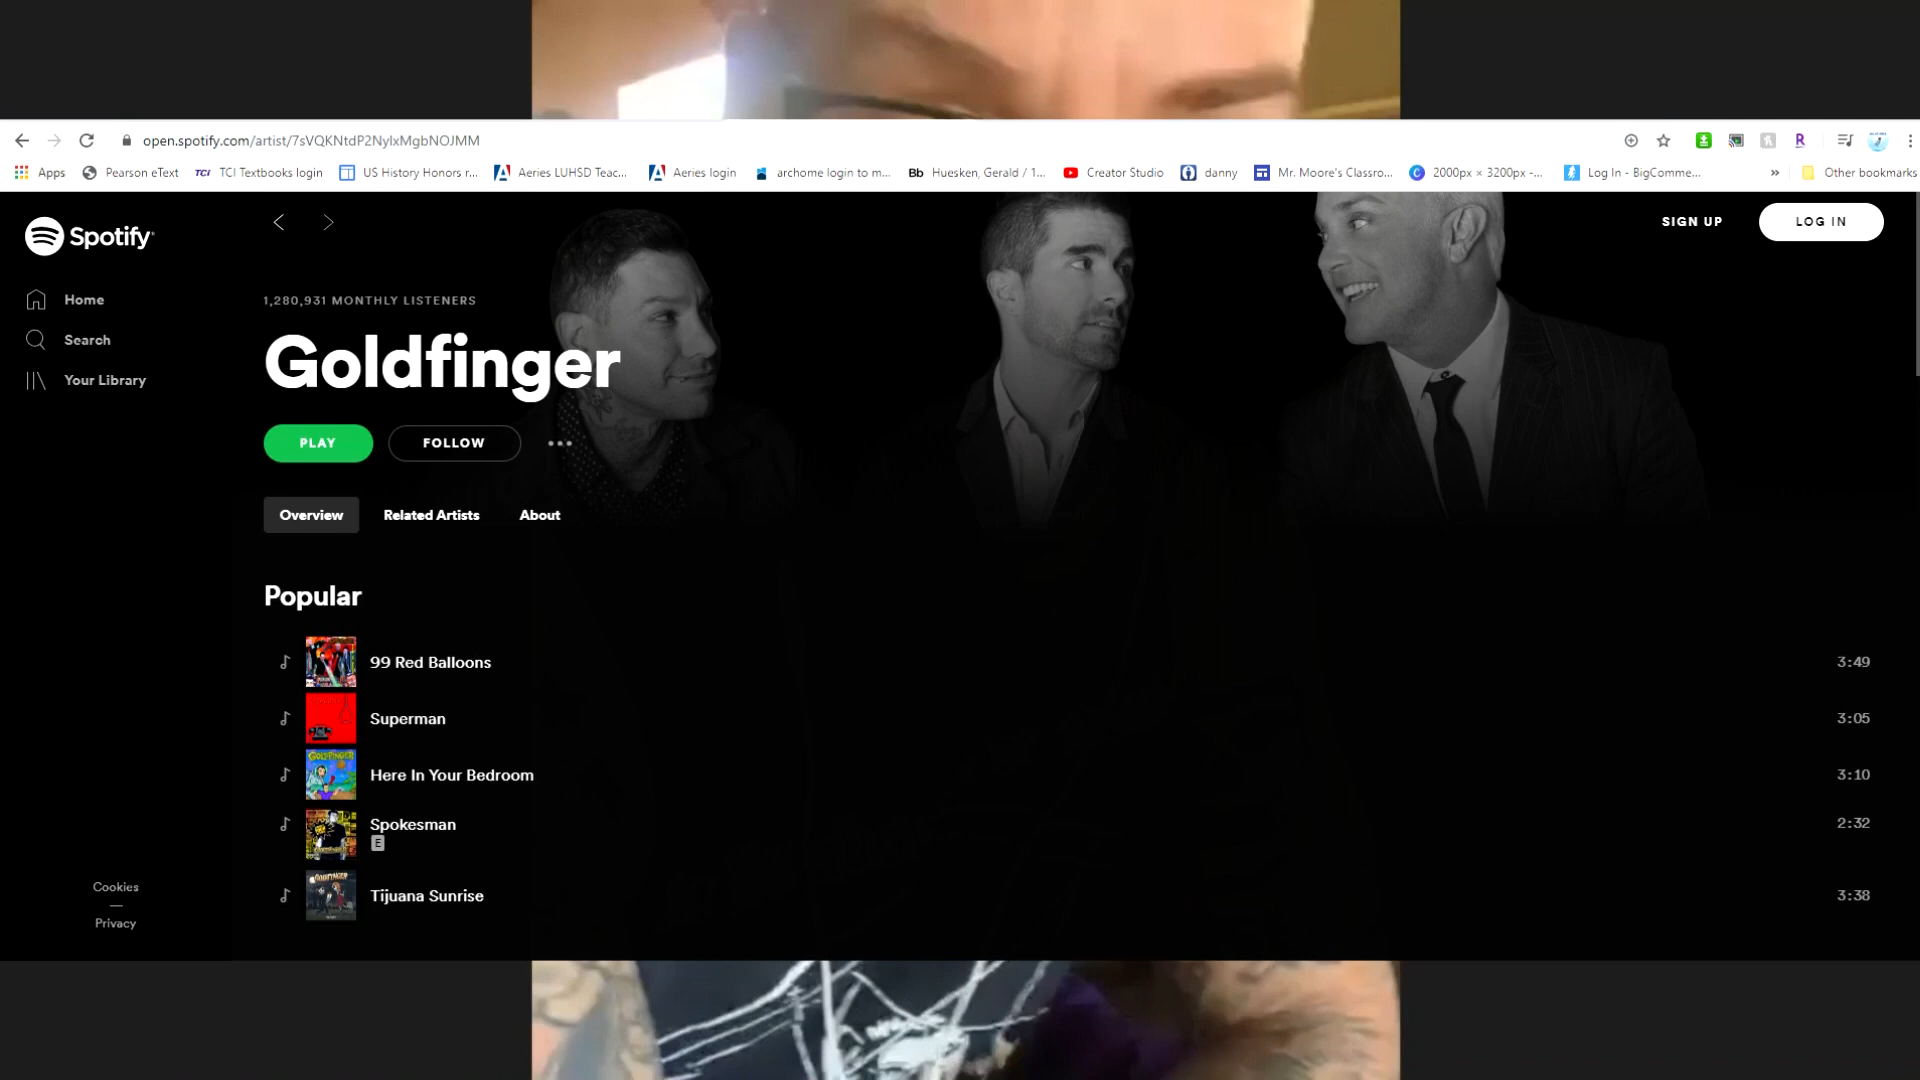 open.spotify.com/artist/7sVQKNtdP2NylxMgbNOJMM
Apps Pearson eText TCI TCI Textbooks login US History Honors r... Aeries LUHSD Teac... Aeries login archome login to m... Bb Huesken, Gerald / 1... Creator Studio danny Mr. Moore's Classro... 2000px × 3200px -... Log In - BigComme... » Other bookmarks
Spotify
SIGN UP LOG IN
Home
Search
Your Library
1,280,931 MONTHLY LISTENERS
Goldfinger
PLAY FOLLOW
Overview Related Artists About
Popular
99 Red Balloons 3:49
Superman 3:05
Here In Your Bedroom 3:10
Spokesman 2:32
E
Tijuana Sunrise 3:38
Cookies
Privacy